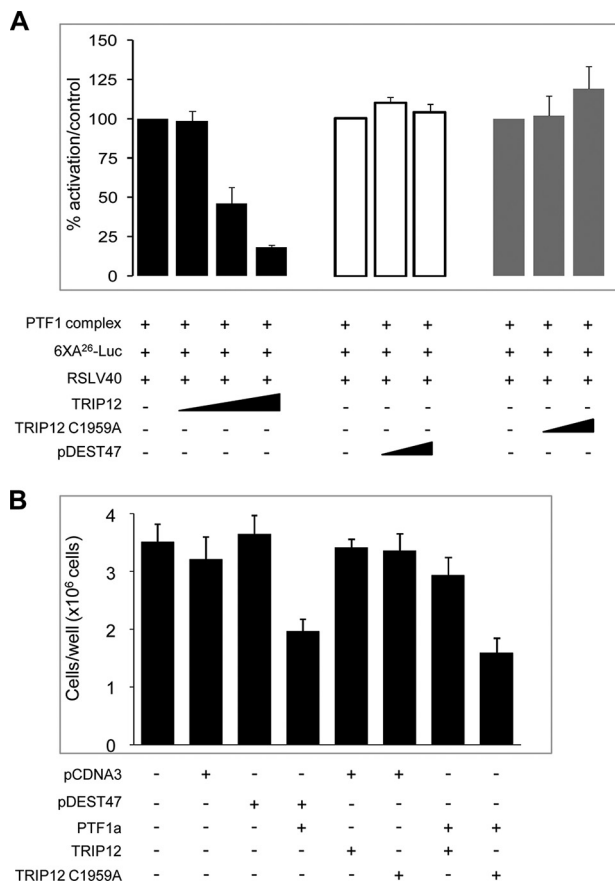 A
% activation/control
150
125
100
75
50
25
0
PTF1 complex + + + + + + + + + +
6XA26-Luc + + + + + + + + + +
RSLV40 + + + + + + + + + +
TRIP12 - - - - - - -
TRIP12 C1959A - - - - - - - -
pDEST47 - - - - - - - -
B
Cells/well (x10⁶ cells)
4
3
2
1
0
pCDNA3 - + - - + + - -
pDEST47 - - + + - - - -
PTF1a - - - + - - + +
TRIP12 - - - - + - + -
TRIP12 C1959A - - - - - + - +